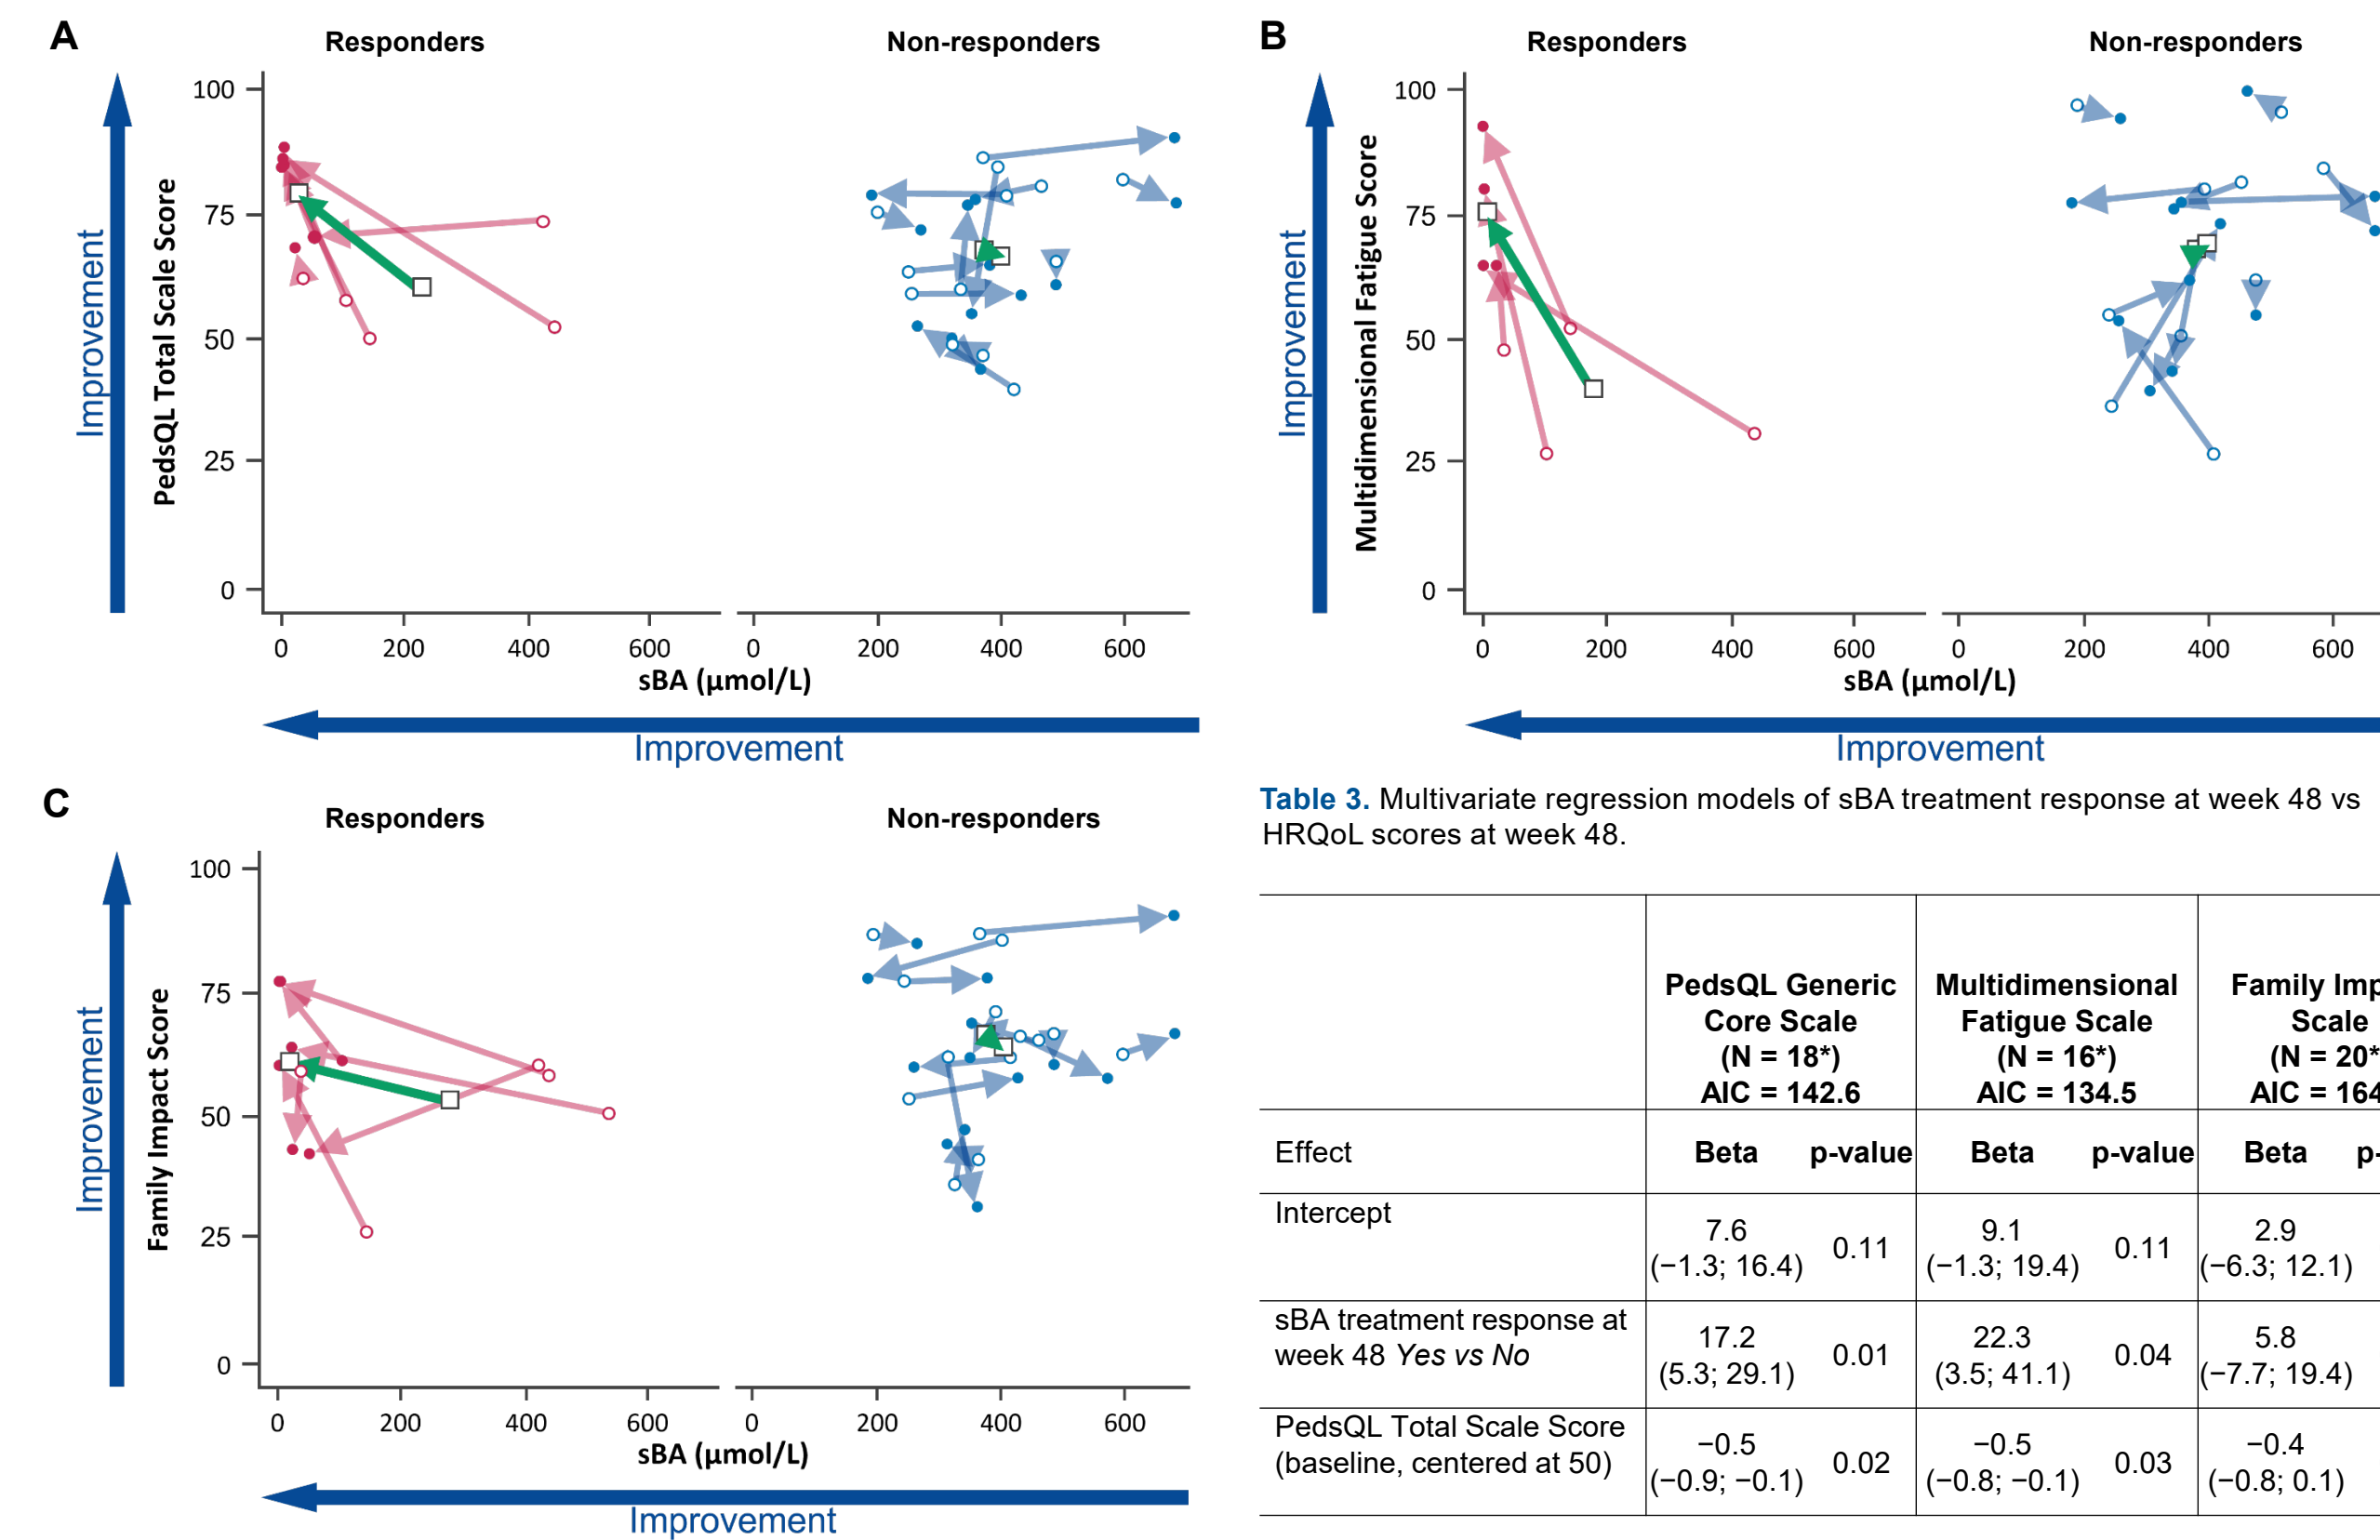 A
Responders
Non-responders
Improvement
PedsQL Total Scale Score
100
75
50
25
0
0 200 400 600 0 200 400 600
sBA (µmol/L)
Improvement
B
Responders
Non-responders
Improvement
Multidimensional Fatigue Score
100
75
50
25
0
0 200 400 600 0 200 400 600
sBA (µmol/L)
Improvement
C
Responders
Non-responders
Improvement
Family Impact Score
100
75
50
25
0
0 200 400 600 0 200 400 600
sBA (µmol/L)
Improvement
Table 3. Multivariate regression models of sBA treatment response at week 48 vs
HRQoL scores at week 48.
PedsQL Generic
Core Scale
(N = 18*)
AIC = 142.6
Multidimensional
Fatigue Scale
(N = 16*)
AIC = 134.5
Family Imp
Scale
(N = 20*
AIC = 164
Effect Beta p-value Beta p-value Beta p-
Intercept
7.6
(−1.3; 16.4)
0.11
9.1
(−1.3; 19.4)
0.11
2.9
(−6.3; 12.1)
sBA treatment response at
week 48 Yes vs No
17.2
(5.3; 29.1)
0.01
22.3
(3.5; 41.1)
0.04
5.8
(−7.7; 19.4)
PedsQL Total Scale Score
(baseline, centered at 50)
−0.5
(−0.9; −0.1)
0.02
−0.5
(−0.8; −0.1)
0.03
−0.4
(−0.8; 0.1)